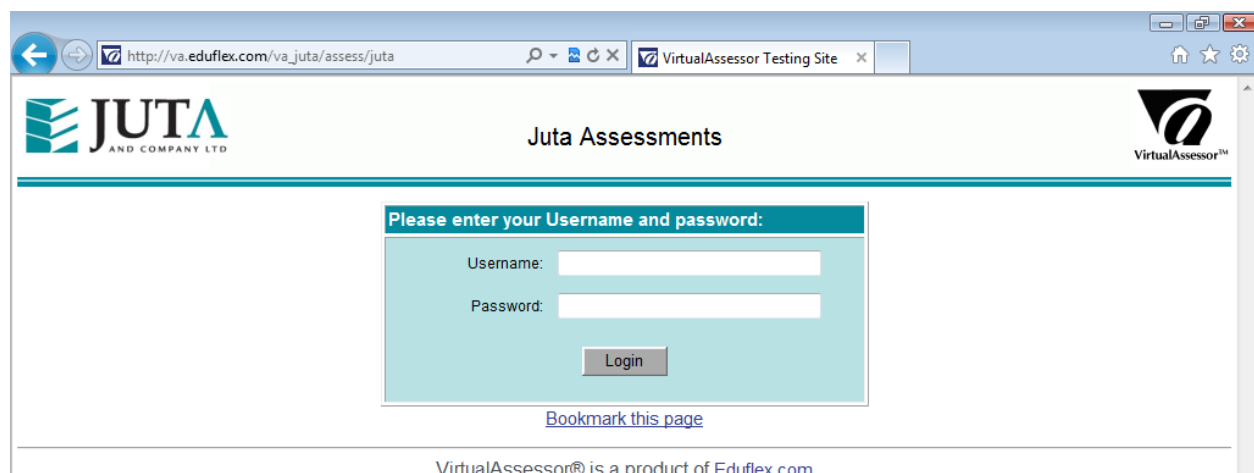 http://va.eduflex.com/va_juta/assess/juta
VirtualAssessor Testing Site
JUTA
AND COMPANY LTD
Juta Assessments
VirtualAssessor™
Please enter your Username and password:
Username:
Password:
Login
Bookmark this page
VirtualAssessor® is a product of Eduflex.com